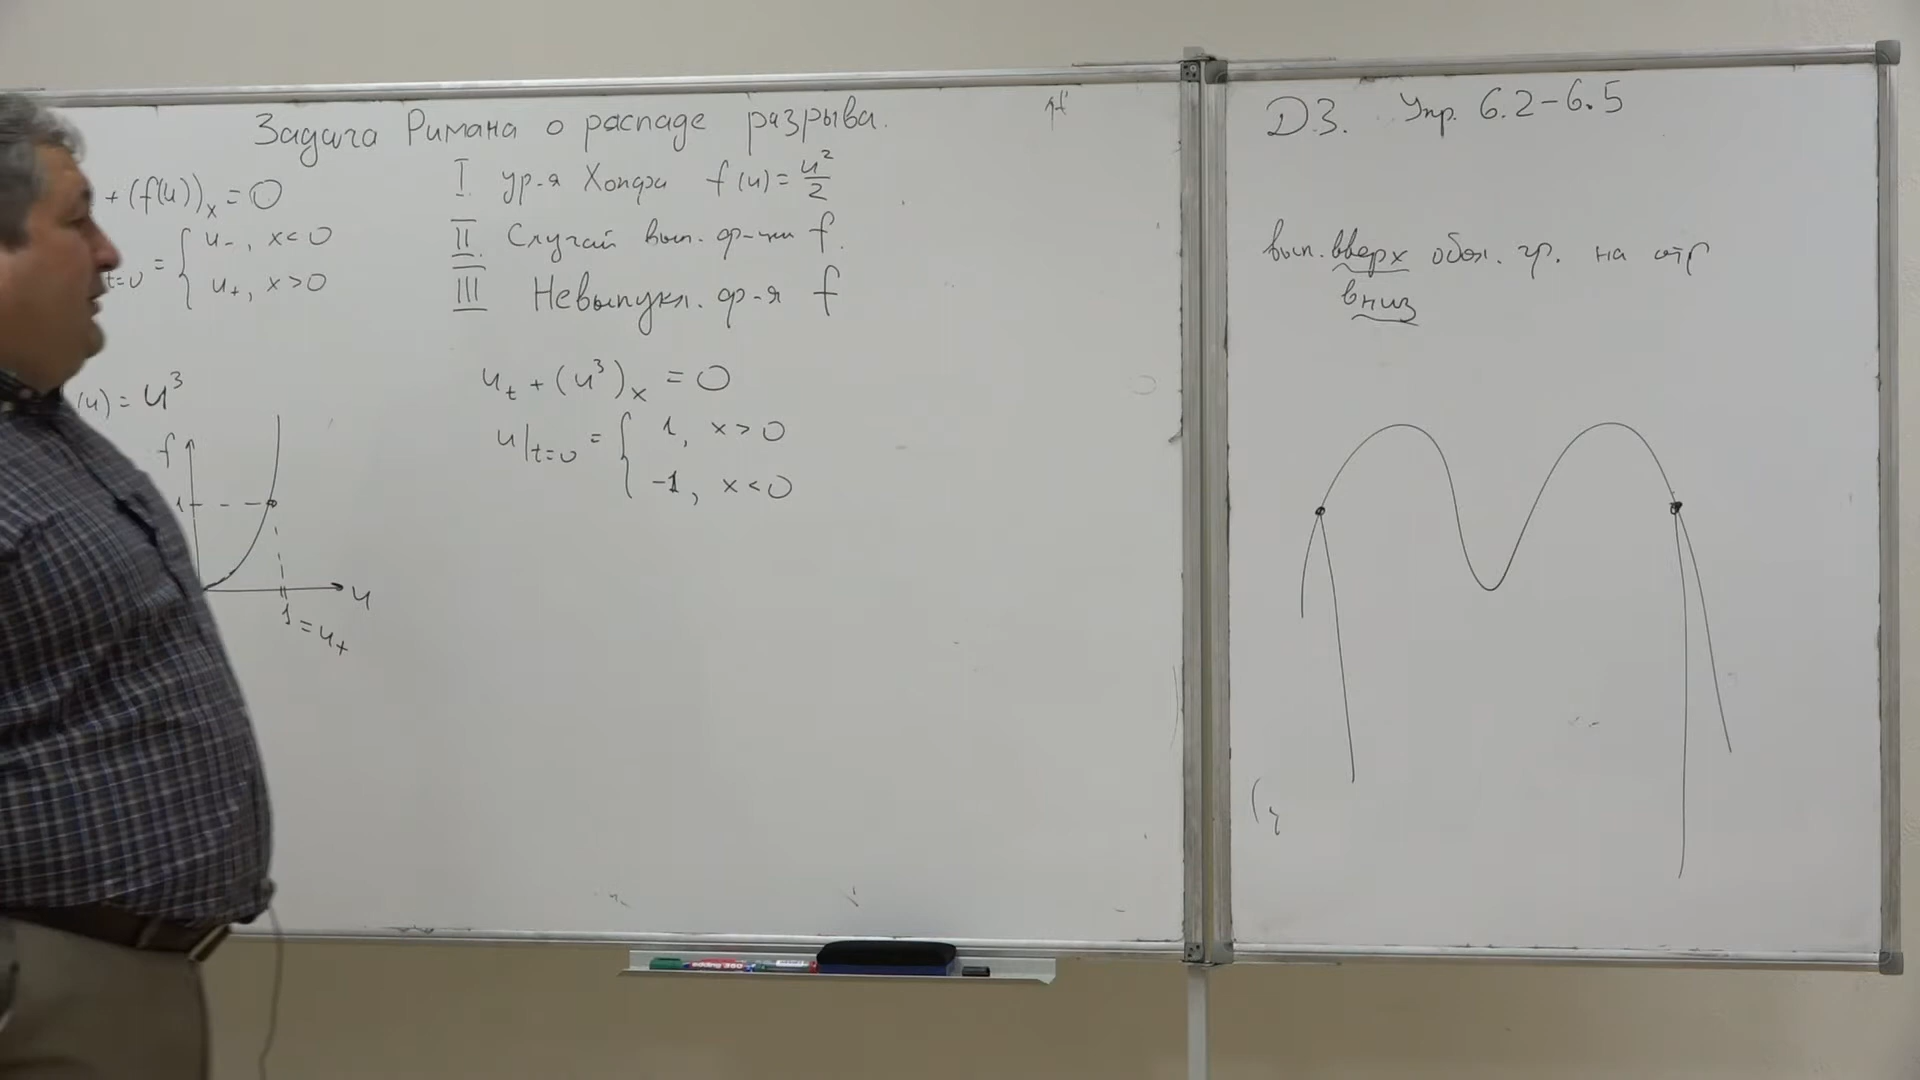 Задача Римана о распаде разрыва.
+ (f(u))ₓ = 0
t=0 = { u₋, x<0
u₊, x>0
I ур-я Хопфа f(u) = u²/2
II. Случай вып. ф-ции f.
III Невыпукл. ф-я f
(u) = u³
f
1
u
1 = u₊
uₜ + (u³)ₓ = 0
u|t=0 = { 1, x > 0
-1, x < 0
Д.З. Упр. 6.2-6.5
вып. вверх обол. гр. на отр
вниз